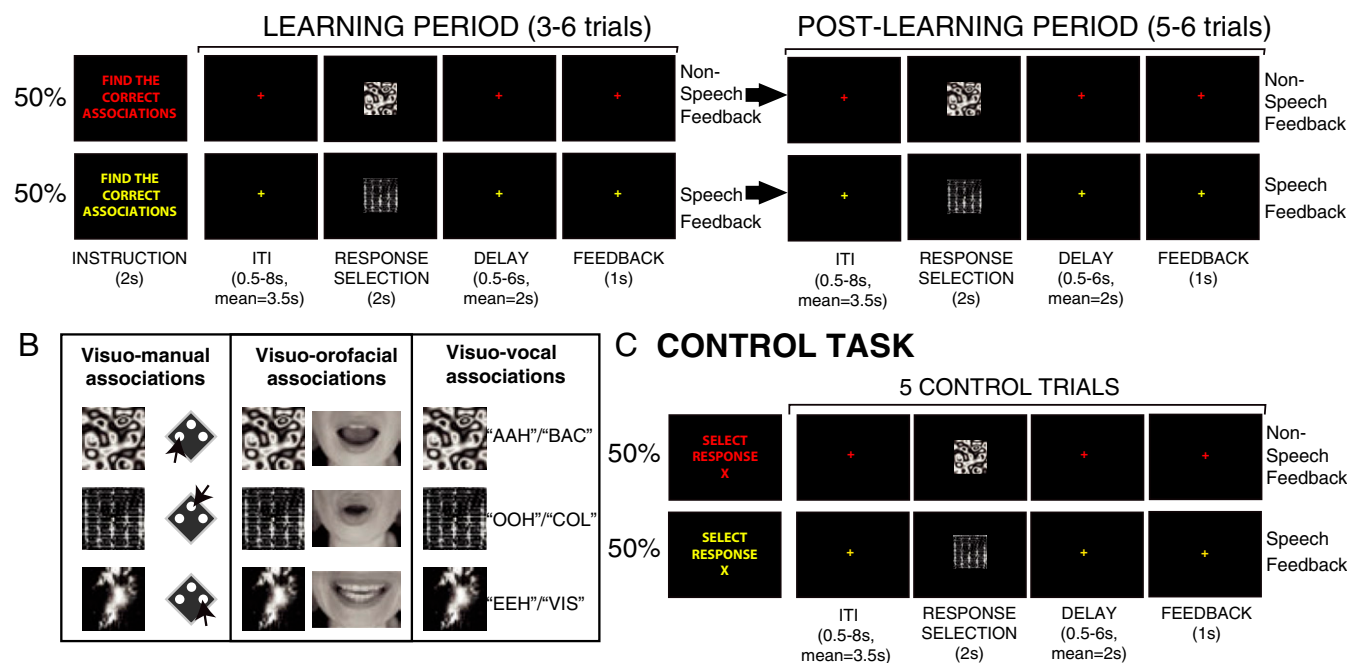 LEARNING PERIOD (3-6 trials)
POST-LEARNING PERIOD (5-6 trials)
50%
FIND THE
CORRECT
ASSOCIATIONS
+
+
+
Non-
Speech
Feedback
+
+
+
Non-
Speech
Feedback
50%
FIND THE
CORRECT
ASSOCIATIONS
+
+
+
Speech
Feedback
+
+
+
Speech
Feedback
INSTRUCTION
(2s)
ITI
(0.5-8s,
mean=3.5s)
RESPONSE
SELECTION
(2s)
DELAY
(0.5-6s,
mean=2s)
FEEDBACK
(1s)
ITI
(0.5-8s,
mean=3.5s)
RESPONSE
SELECTION
(2s)
DELAY
(0.5-6s,
mean=2s)
FEEDBACK
(1s)
B
Visuo-manual
associations
Visuo-orofacial
associations
Visuo-vocal
associations
"AAH"/"BAC"
"OOH"/"COL"
"EEH"/"VIS"
C CONTROL TASK
5 CONTROL TRIALS
50%
SELECT
RESPONSE
X
+
+
+
Non-
Speech
Feedback
50%
SELECT
RESPONSE
X
+
+
+
Speech
Feedback
ITI
(0.5-8s,
mean=3.5s)
RESPONSE
SELECTION
(2s)
DELAY
(0.5-6s,
mean=2s)
FEEDBACK
(1s)